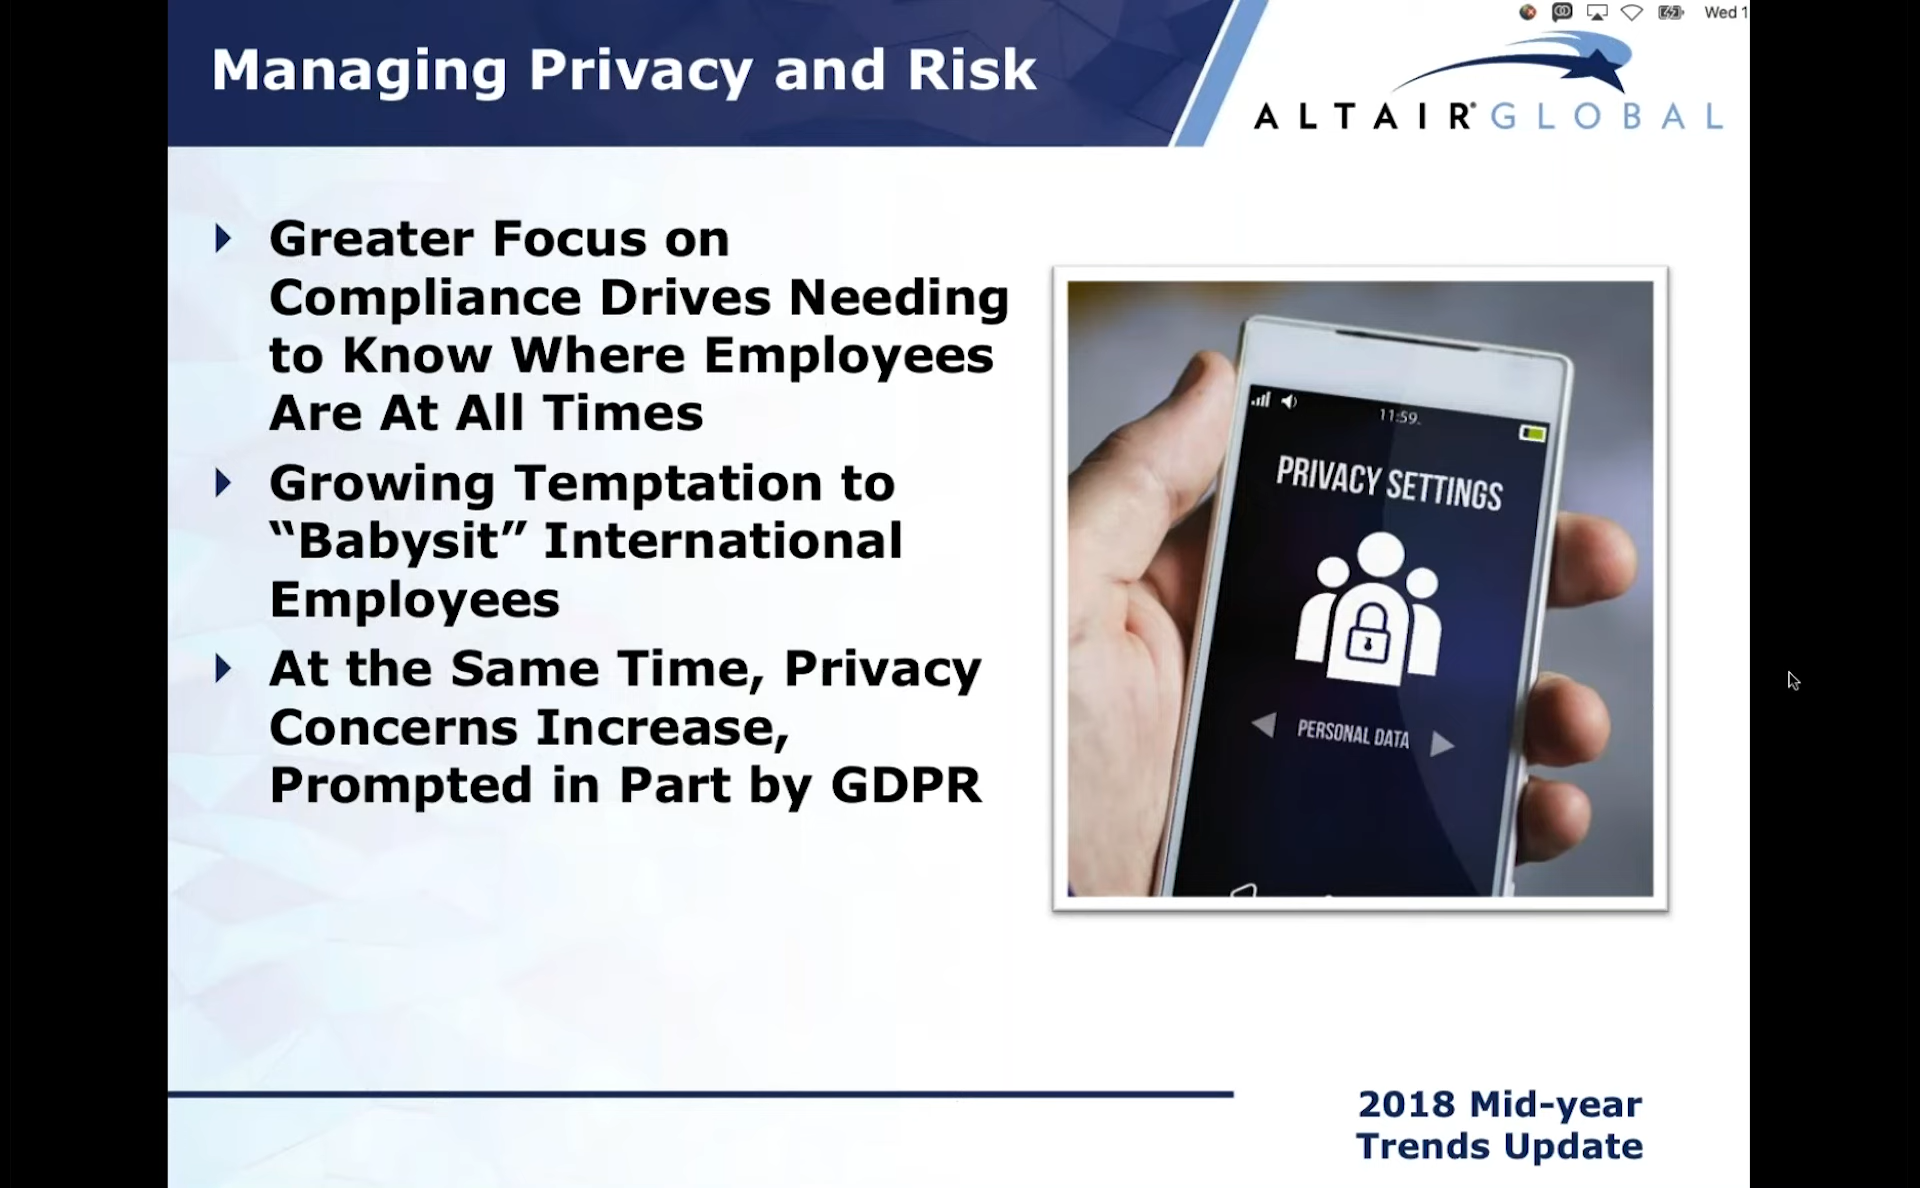 Wed 1
Managing Privacy and Risk
ALTAIR® GLOBAL
Greater Focus on
Compliance Drives Needing
to Know Where Employees
Are At All Times
Growing Temptation to
“Babysit” International
Employees
At the Same Time, Privacy
Concerns Increase,
Prompted in Part by GDPR
11:59
PRIVACY SETTINGS
PERSONAL DATA
2018 Mid-year
Trends Update